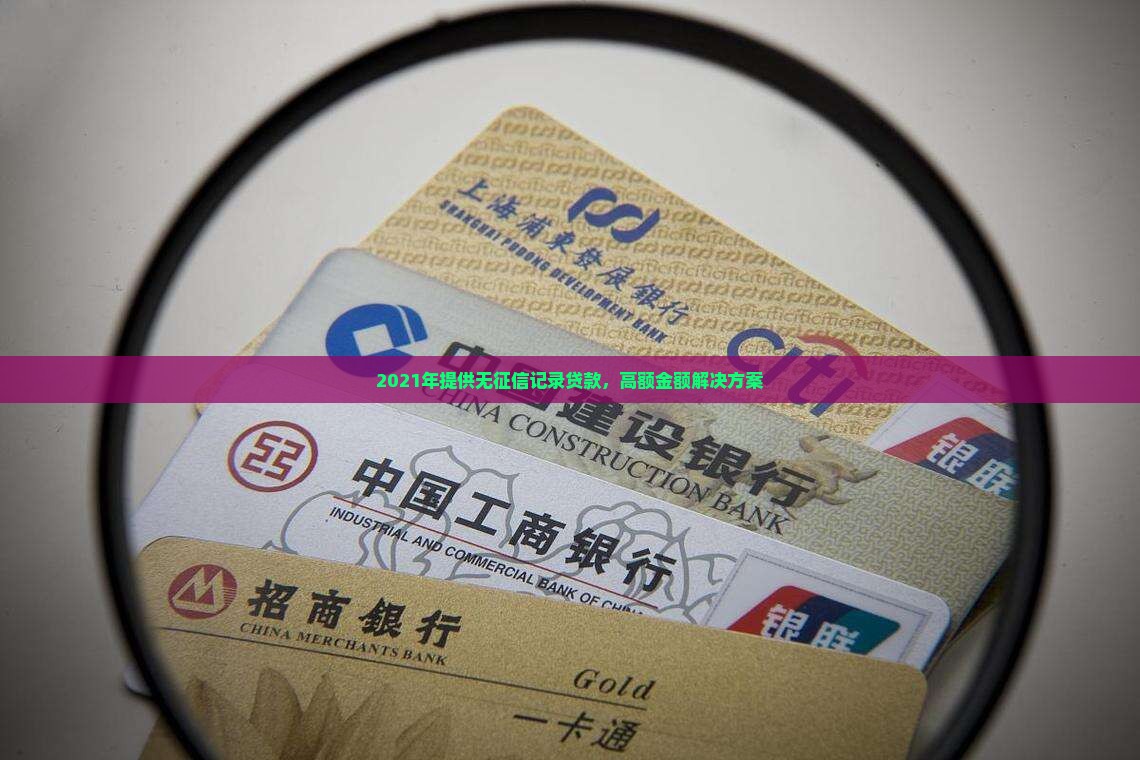 上海浦東發展銀行
SHANGHAI PUDONG DEVELOPMENT BANK
citi
银联
2021年提供无征信记录贷款，高额金额解决方案
中国建设银行
CHINA CONSTRUCTION BANK
中国工商银行
INDUSTRIAL AND COMMERCIAL BANK OF CHINA
银联
招商銀行
CHINA MERCHANTS BANK
Gold
一卡通